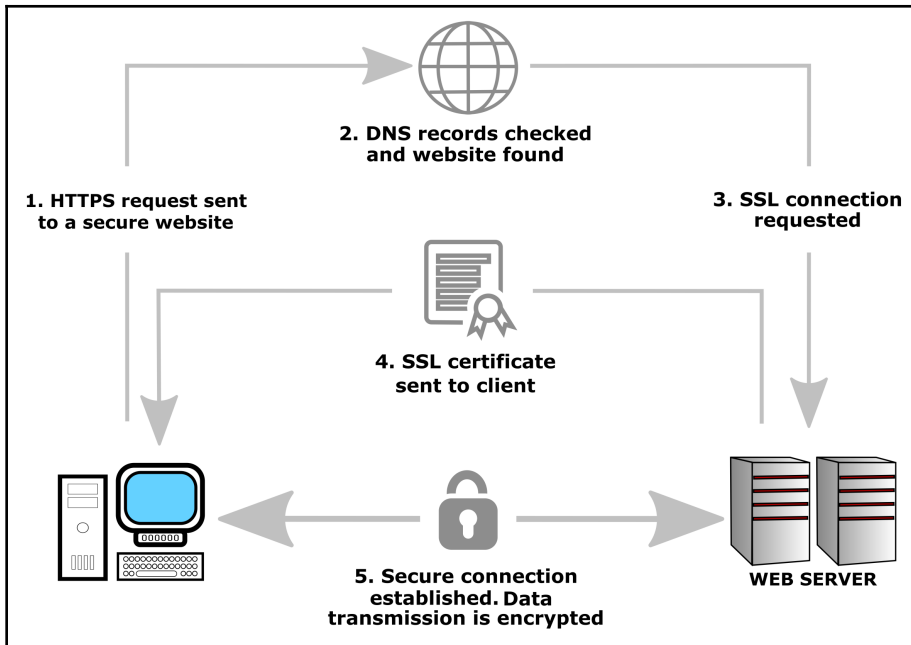 2. DNS records checked
and website found
1. HTTPS request sent
to a secure website
3. SSL connection
requested
4. SSL certificate
sent to client
WEB SERVER
5. Secure connection
established. Data
transmission is encrypted